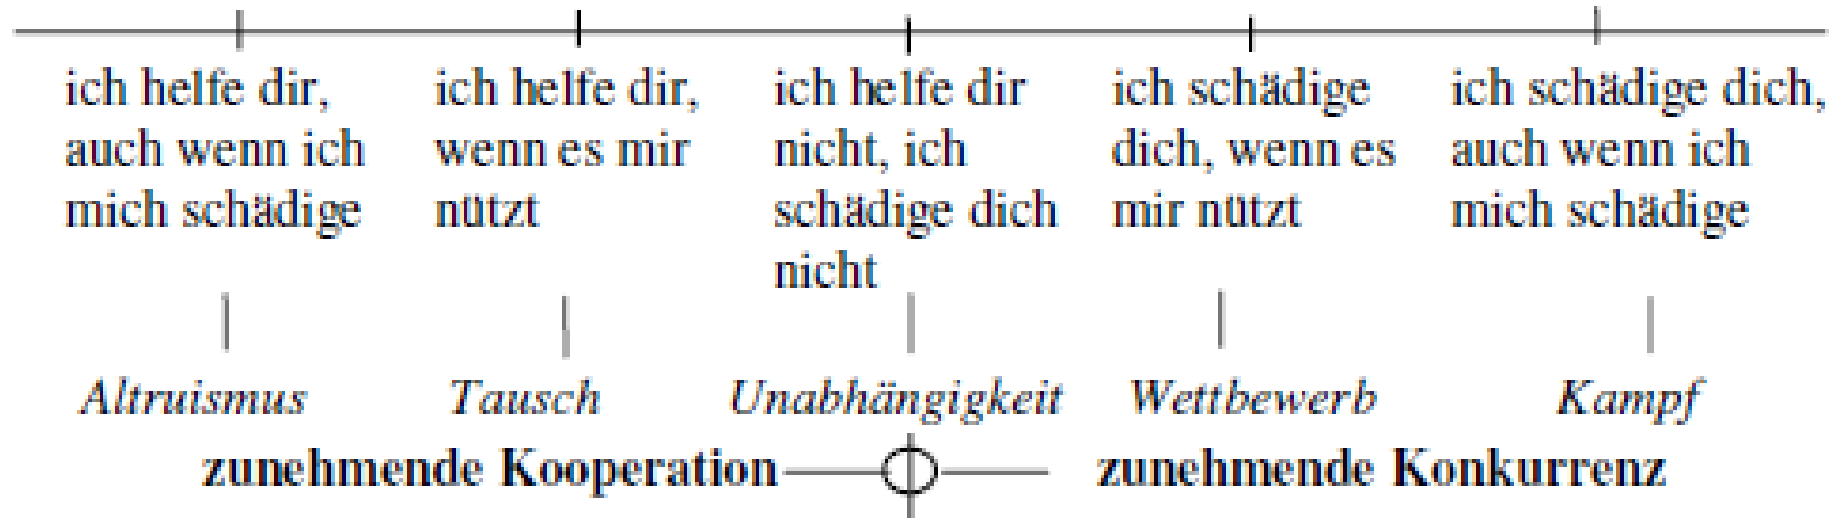 ich helfe dir,
auch wenn ich
mich schädige
ich helfe dir,
wenn es mir
nützt
ich helfe dir
nicht, ich
schädige dich
nicht
ich schädige
dich, wenn es
mir nützt
ich schädige dich,
auch wenn ich
mich schädige
Altruismus
Tausch
Unabhängigkeit
Wettbewerb
Kampf
zunehmende Kooperation
zunehmende Konkurrenz